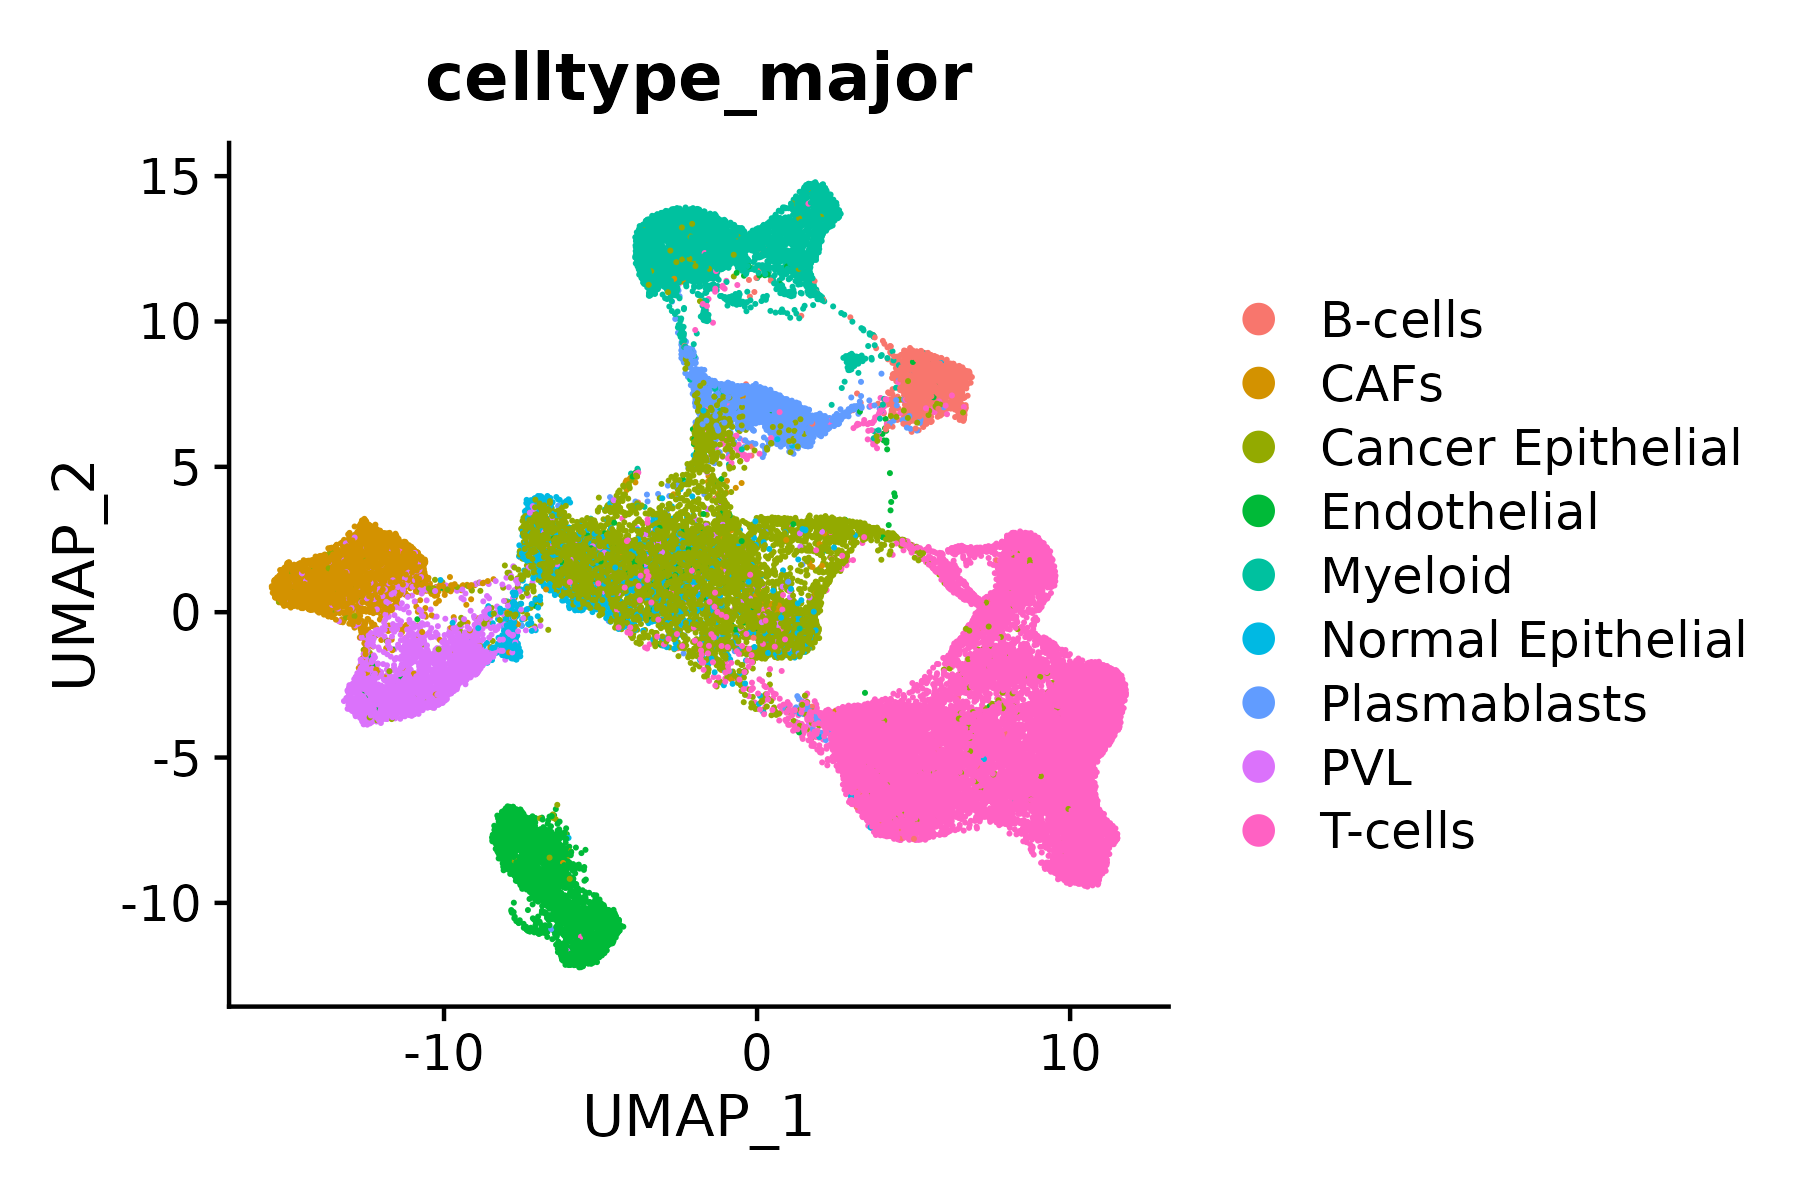 celltype_major
15
10
5
0
-5
-10
UMAP_2
-10 0 10
UMAP_1
B-cells
CAFs
Cancer Epithelial
Endothelial
Myeloid
Normal Epithelial
Plasmablasts
PVL
T-cells